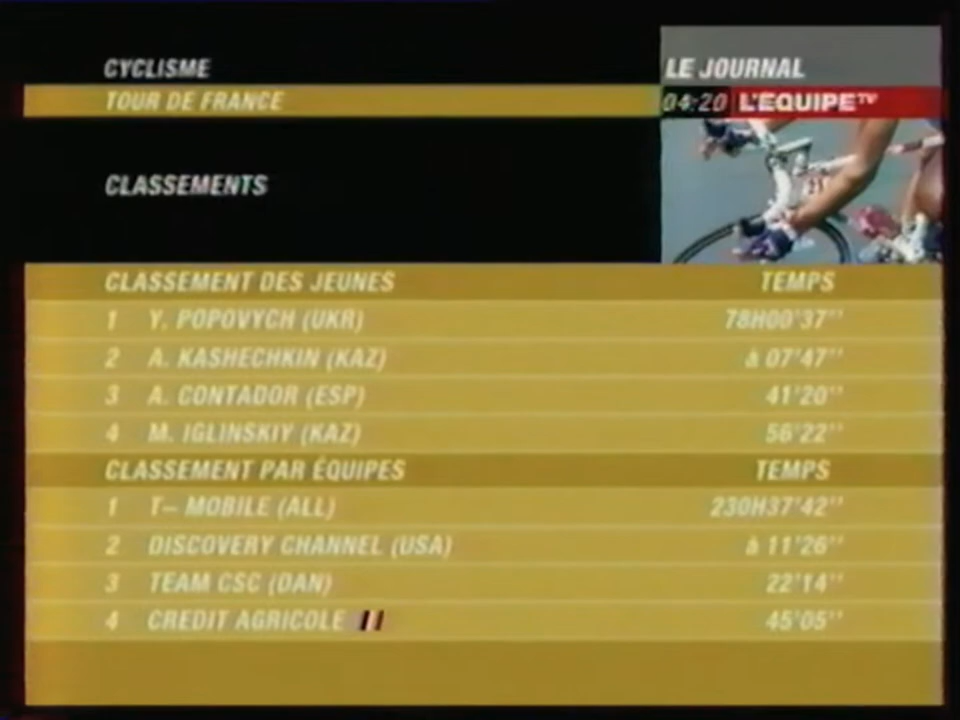 CYCLISME
LE JOURNAL
TOUR DE FRANCE
04:20 L'EQUIPE TV
CLASSEMENTS
21
CLASSEMENT DES JEUNES TEMPS
1 Y. POPOVYCH (UKR) 78H00'37''
2 A. KASHECHKIN (KAZ) à 07'47''
3 A. CONTADOR (ESP) 41'20''
4 M. IGLINSKIY (KAZ) 56'22''
CLASSEMENT PAR ÉQUIPES TEMPS
1 T– MOBILE (ALL) 230H37'42''
2 DISCOVERY CHANNEL (USA) à 11'26''
3 TEAM CSC (DAN) 22'14''
4 CREDIT AGRICOLE 45'05''